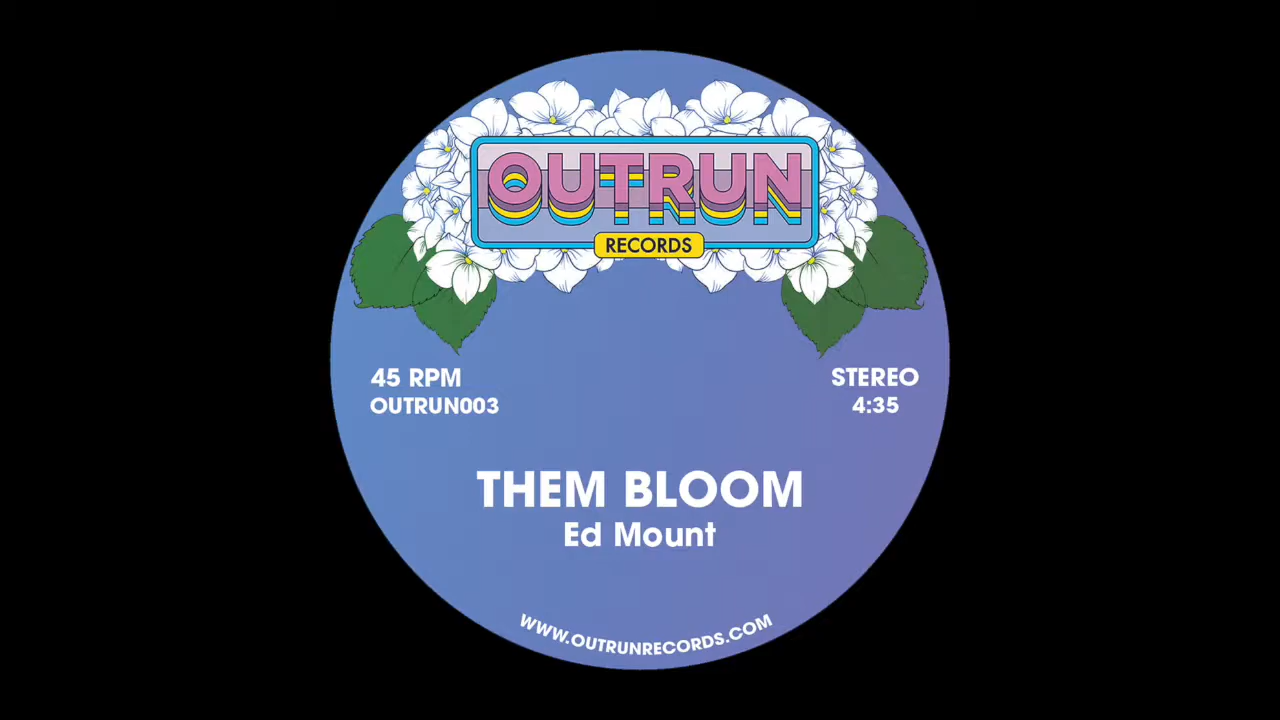 OUTRUN
RECORDS
45 RPM
OUTRUN003
STEREO
4:35
THEM BLOOM
Ed Mount
WWW.OUTRUNRECORDS.COM